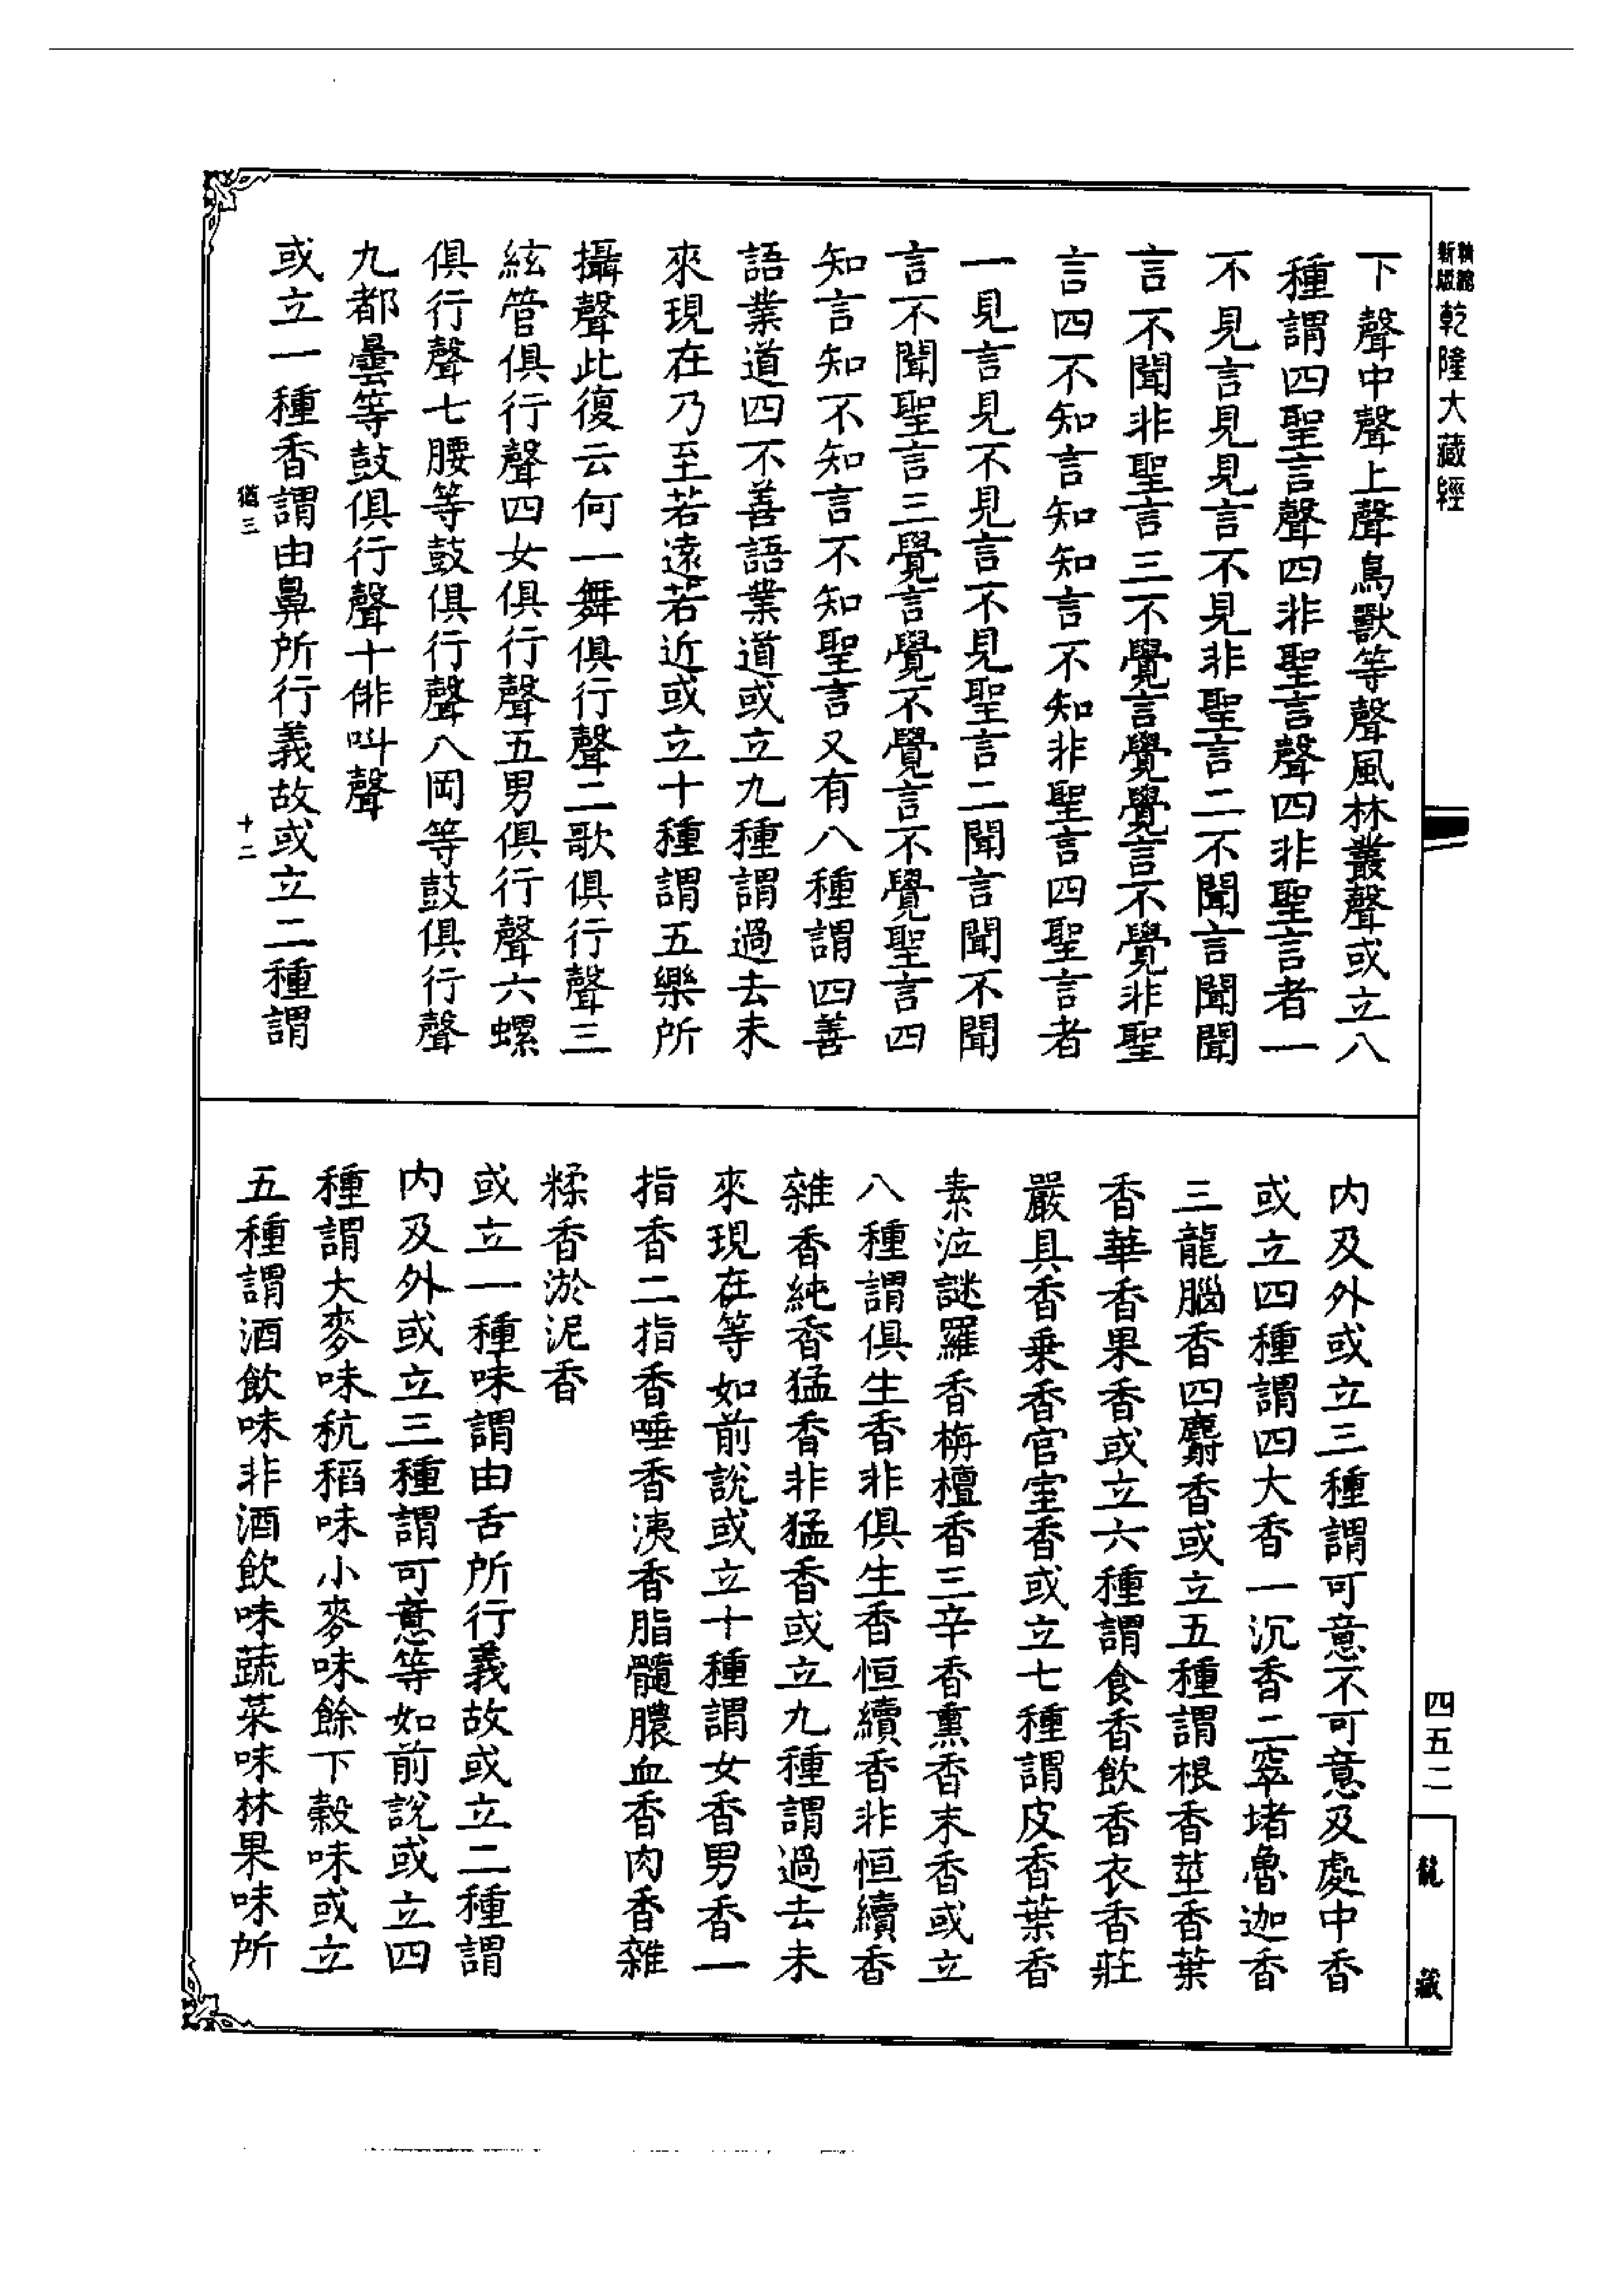 新版
乾隆大藏經
下聲中聲上聲鳥獸等聲風林叢聲或立八
種謂四聖言聲四非聖言聲四非聖言者一
不見言見見言不見非聖言二不聞言聞聞
言不聞非聖言三不覺言覺覺言不覺非聖
言四不知言知知言不知非聖言四聖言者
一見言見不見言不見聖言二聞言聞不聞
言不聞聖言三覺言覺不覺言不覺聖言四
知言知不知言不知聖言又有八種謂四善
語業道四不善語業道或立九種謂過去未
來現在乃至若遠若近或立十種謂五樂所
攝聲此復云何一舞俱行聲二歌俱行聲三
絃管俱行聲四女俱行聲五男俱行聲六螺
俱行聲七腰等鼓俱行聲八岡等鼓俱行聲
九都曇等鼓俱行聲十俳叫聲
或立一種香謂由鼻所行義故或立二種謂
猶三 十二
內及外或立三種謂可意不可意及處中香
或立四種謂四大香一沉香二窣堵魯迦香
三龍腦香四麝香或立五種謂根香莖香葉
香華香果香或立六種謂食香飲香衣香莊
嚴具香乗香宫室香或立七種謂皮香葉香
素泣謎羅香栴檀香三辛香熏香末香或立
八種謂俱生香非俱生香恒續香非恒續香
雜香純香猛香非猛香或立九種謂過去未
來現在等如前說或立十種謂女香男香一
指香二指香唾香洟香脂髓膿血香肉香雜
糅香淤泥香
或立一種味謂由舌所行義故或立二種謂
內及外或立三種謂可意等如前說或立四
種謂大麥味秔稻味小麥味餘下穀味或立
五種謂酒飲味非酒飲味蔬菜味林果味所
四五二
龍藏